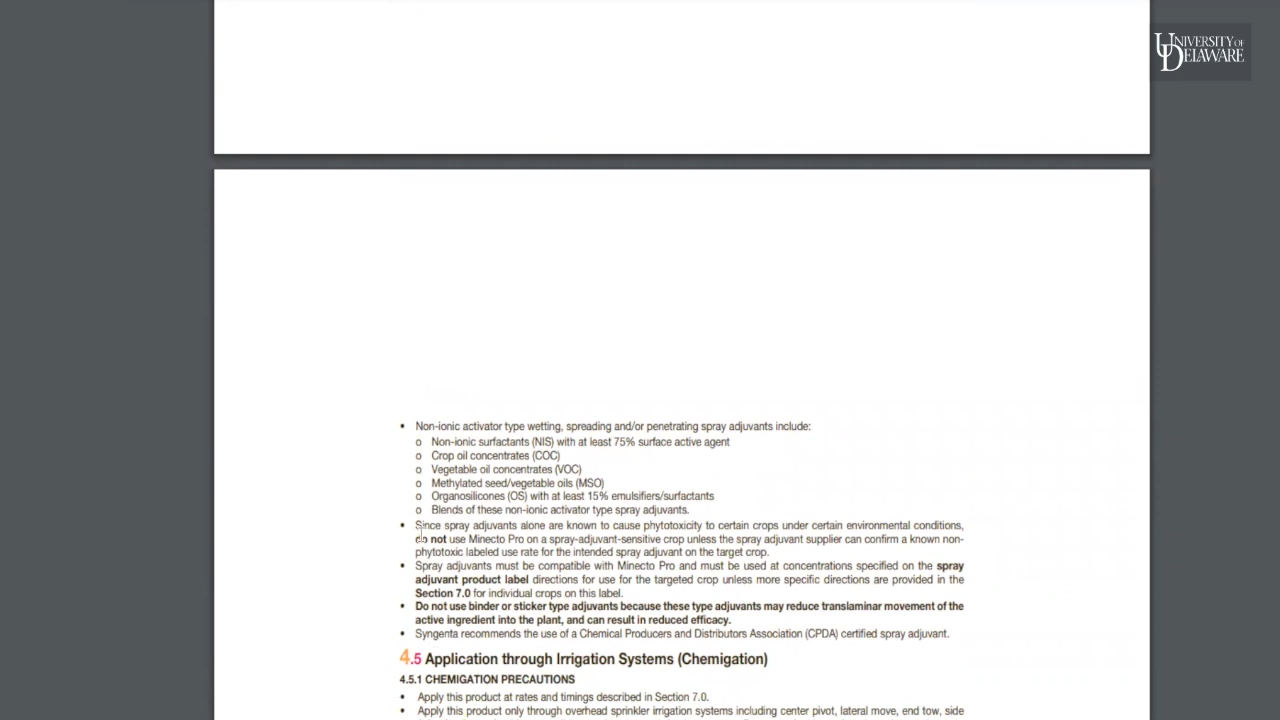 UNIVERSITY OF
DELAWARE
• Non-ionic activator type wetting, spreading and/or penetrating spray adjuvants include:
o Non-ionic surfactants (NIS) with at least 75% surface active agent
o Crop oil concentrates (COC)
o Vegetable oil concentrates (VOC)
o Methylated seed/vegetable oils (MSO)
o Organosilicones (OS) with at least 15% emulsifiers/surfactants
o Blends of these non-ionic activator type spray adjuvants.
• Since spray adjuvants alone are known to cause phytotoxicity to certain crops under certain environmental conditions,
do not use Minecto Pro on a spray-adjuvant-sensitive crop unless the spray adjuvant supplier can confirm a known non-
phytotoxic labeled use rate for the intended spray adjuvant on the target crop.
• Spray adjuvants must be compatible with Minecto Pro and must be used at concentrations specified on the spray
adjuvant product label directions for use for the targeted crop unless more specific directions are provided in the
Section 7.0 for individual crops on this label.
• Do not use binder or sticker type adjuvants because these type adjuvants may reduce translaminar movement of the
active ingredient into the plant, and can result in reduced efficacy.
• Syngenta recommends the use of a Chemical Producers and Distributors Association (CPDA) certified spray adjuvant.
4.5 Application through Irrigation Systems (Chemigation)
4.5.1 CHEMIGATION PRECAUTIONS
• Apply this product at rates and timings described in Section 7.0.
• Apply this product only through overhead sprinkler irrigation systems including center pivot, lateral move, end tow, side